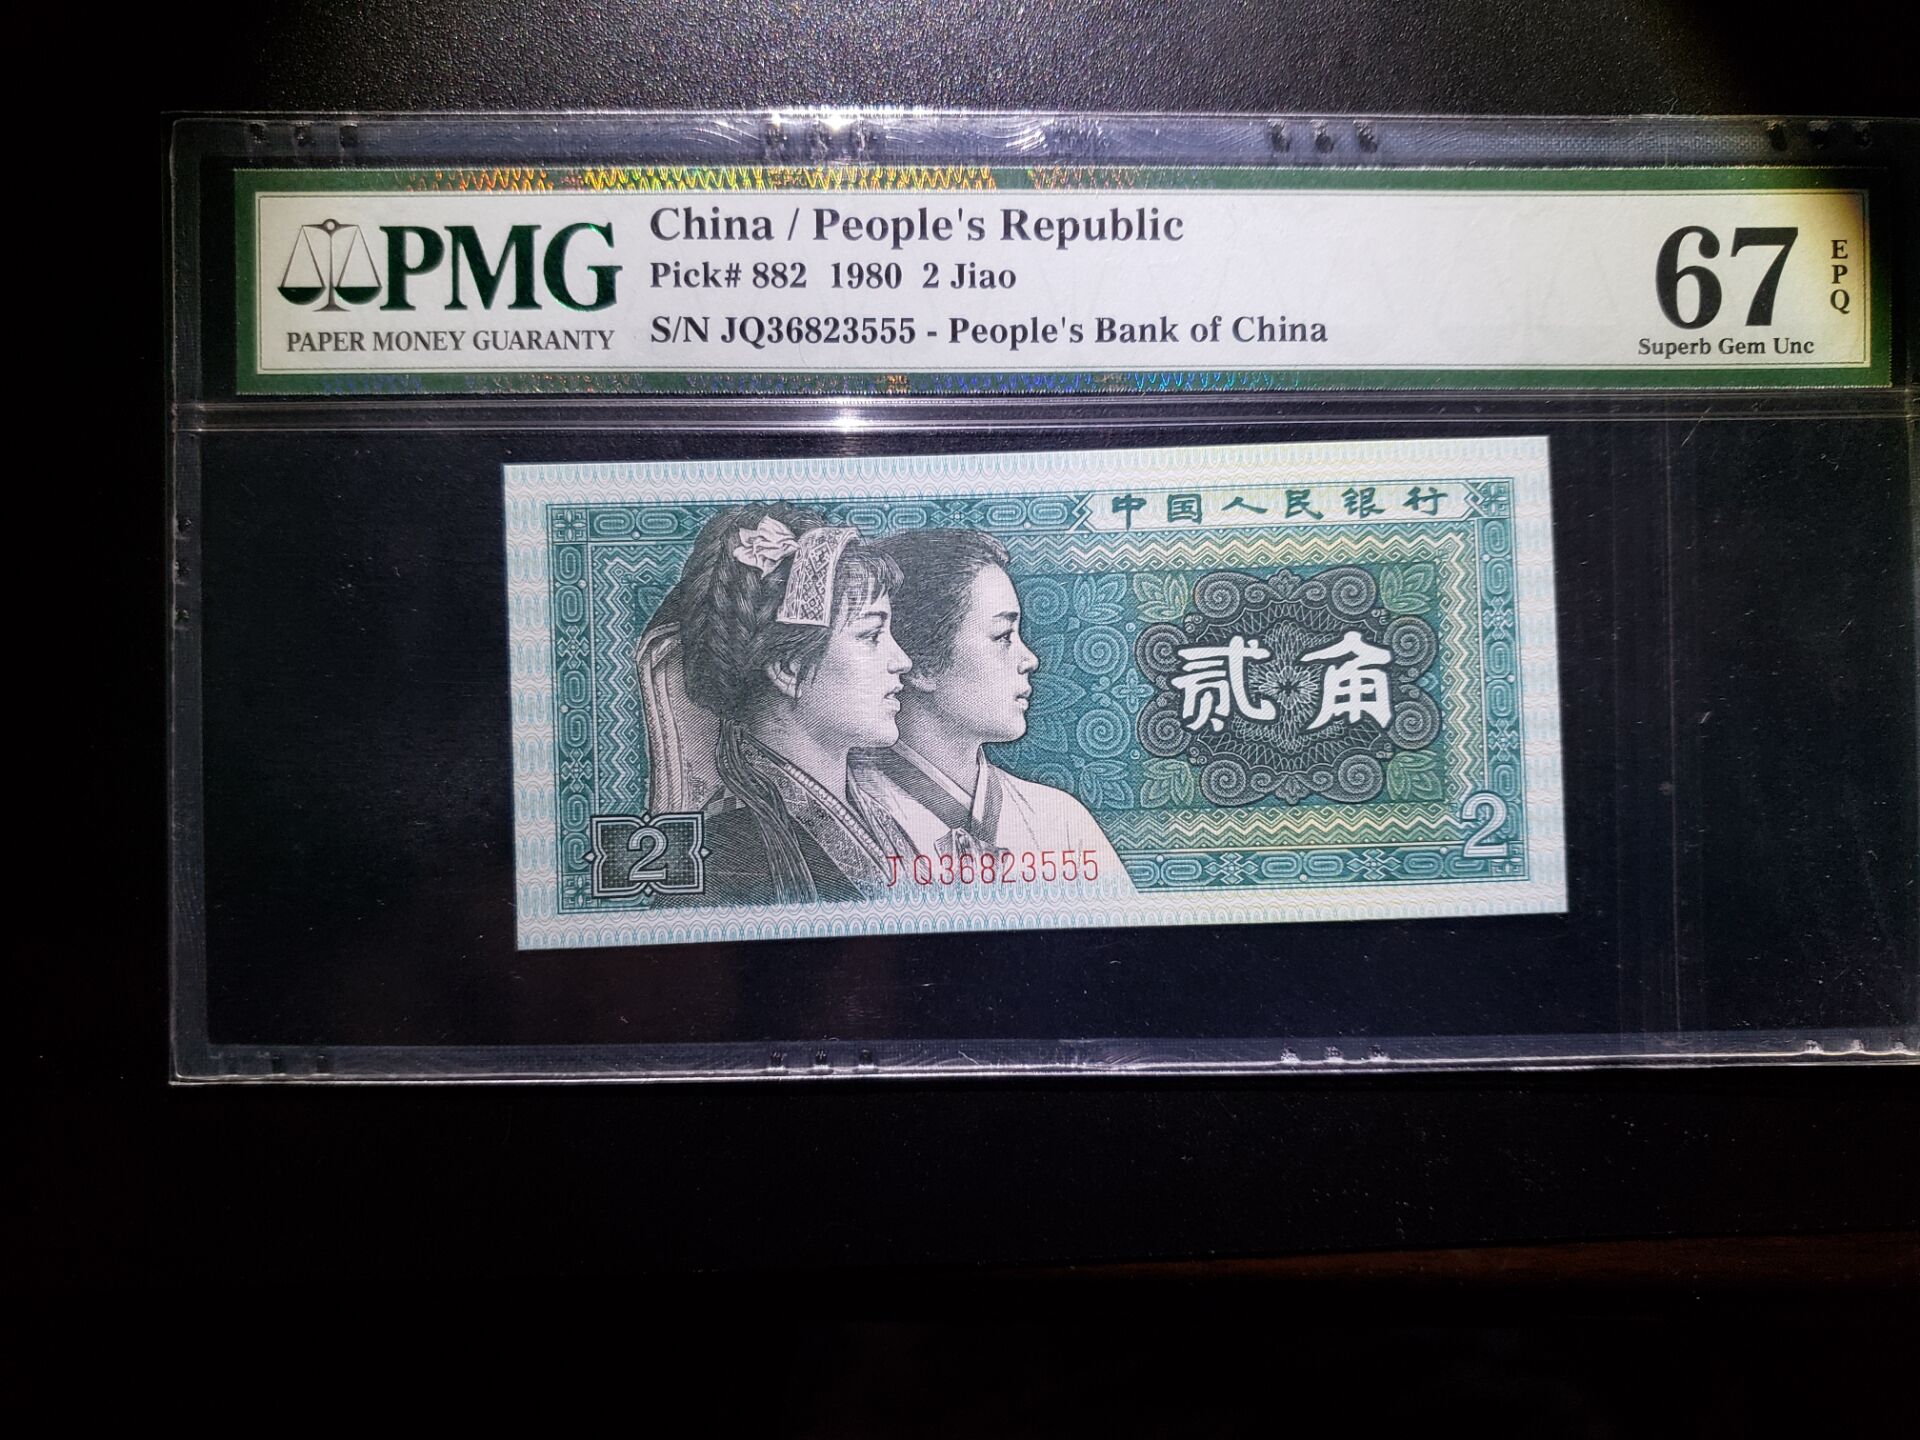 PMG
PAPER MONEY GUARANTY
China / People's Republic
Pick# 882 1980 2 Jiao
S/N JQ36823555 - People's Bank of China
67
EPQ
Superb Gem Unc
中国人民银行
贰角
2
2
JQ36823555